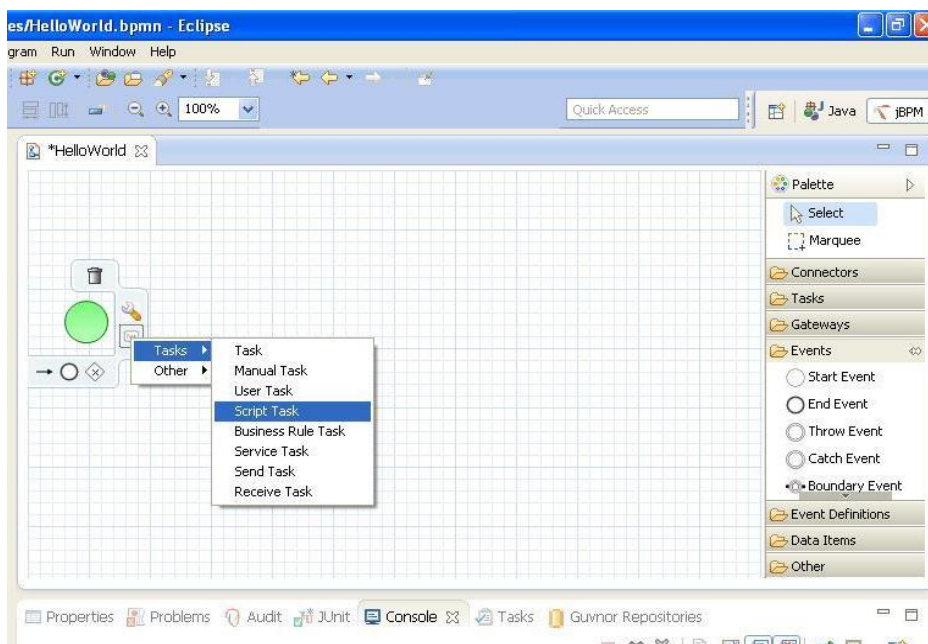 es/HelloWorld.bpmn - Eclipse
gram Run Window Help
100%
Quick Access
Java
jBPM
*HelloWorld
Palette
Select
Marquee
Connectors
Tasks
Gateways
Events
Start Event
End Event
Throw Event
Catch Event
Boundary Event
Event Definitions
Data Items
Other
Tasks
Other
Task
Manual Task
User Task
Script Task
Business Rule Task
Service Task
Send Task
Receive Task
Properties Problems Audit JUnit Console Tasks Guvnor Repositories